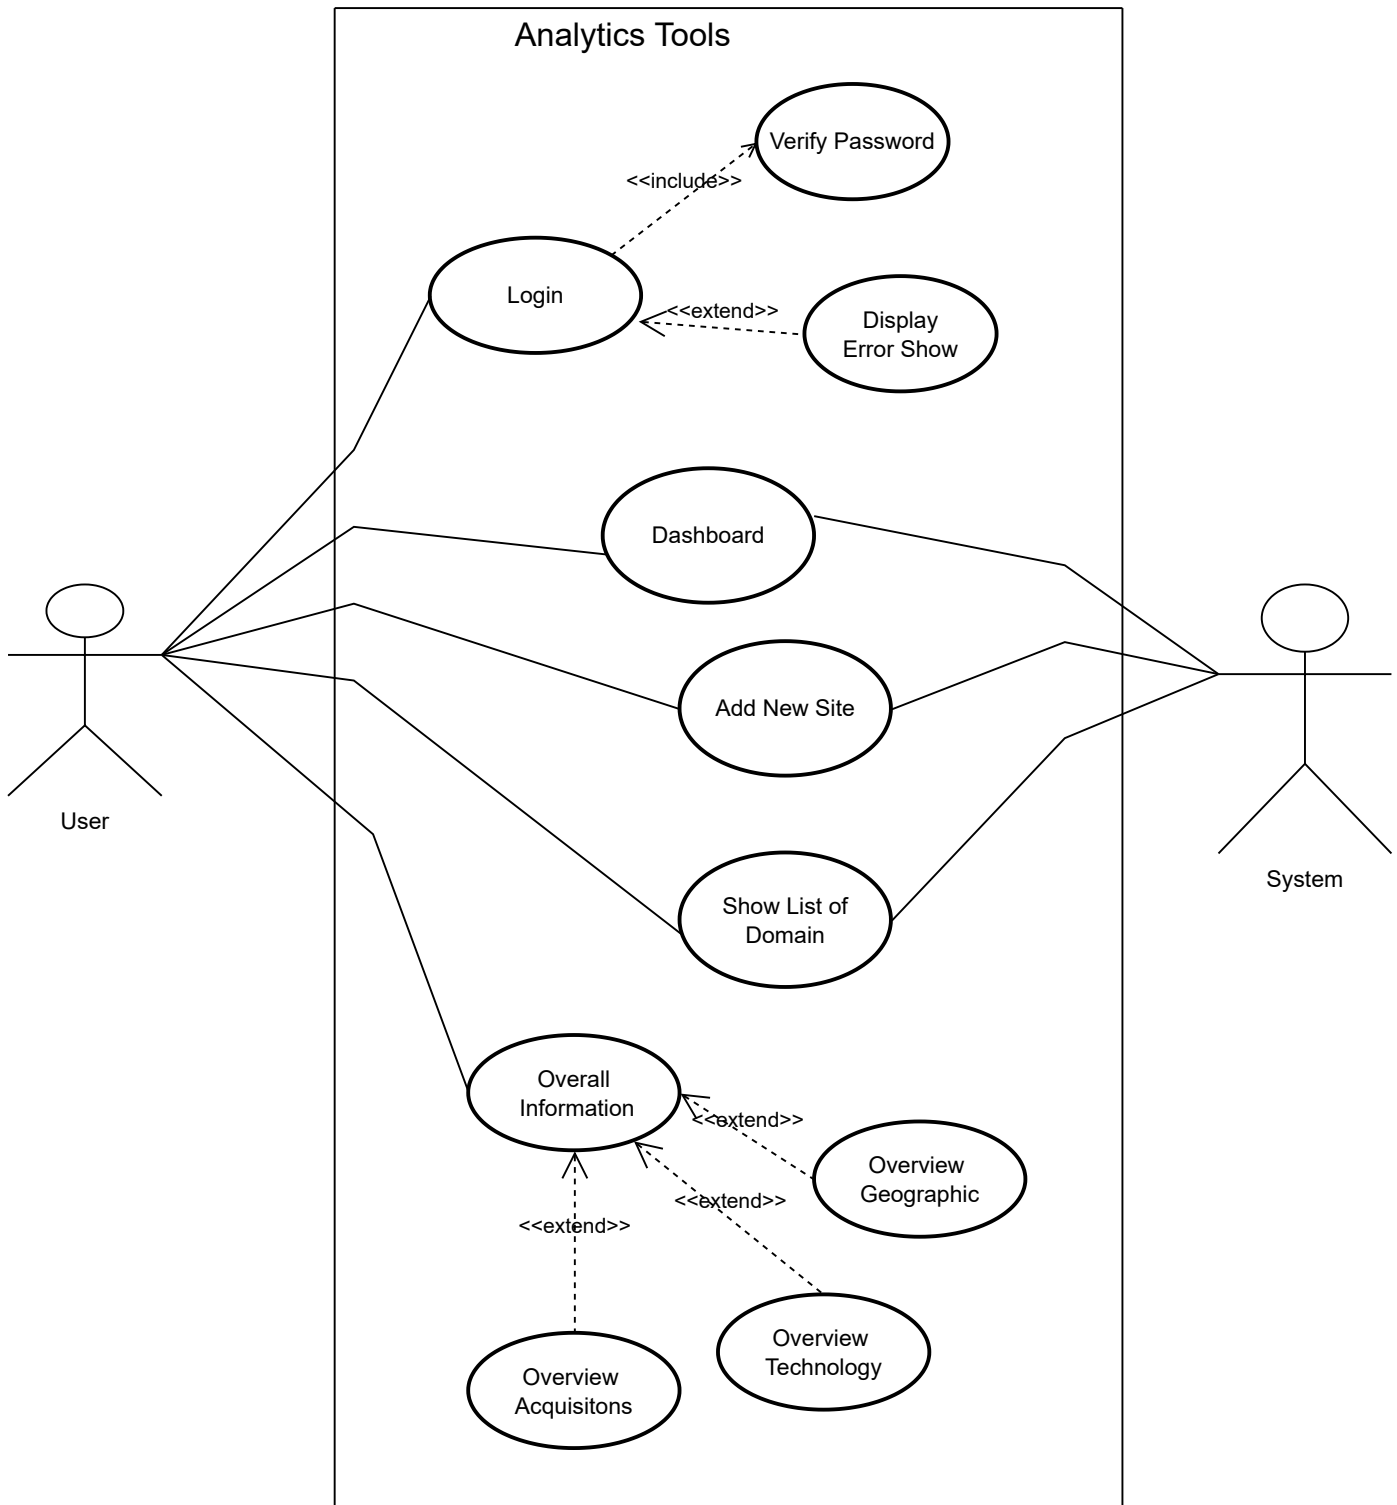 Analytics Tools
Verify Password
<<include>>
Login
<<extend>>
Display
Error Show
Dashboard
Add New Site
User
System
Show List of
Domain
Overall
Information
<<extend>>
Overview
Geographic
<<extend>>
<<extend>>
Overview
Technology
Overview
Acquisitons